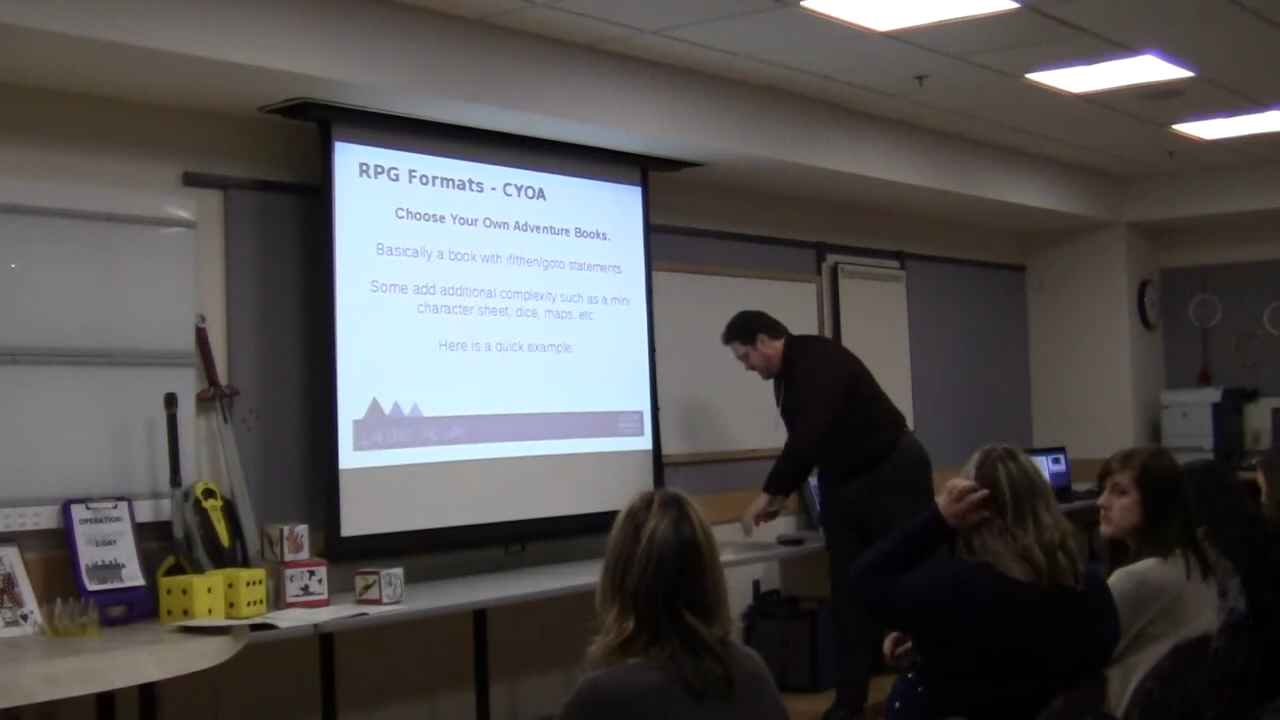 RPG Formats - CYOA
Choose Your Own Adventure Books.
Basically a book with if/then/goto statements.
Some add additional complexity such as a mini
character sheet, dice, maps, etc.
Here is a quick example.
OPERATION:
Z-DAY